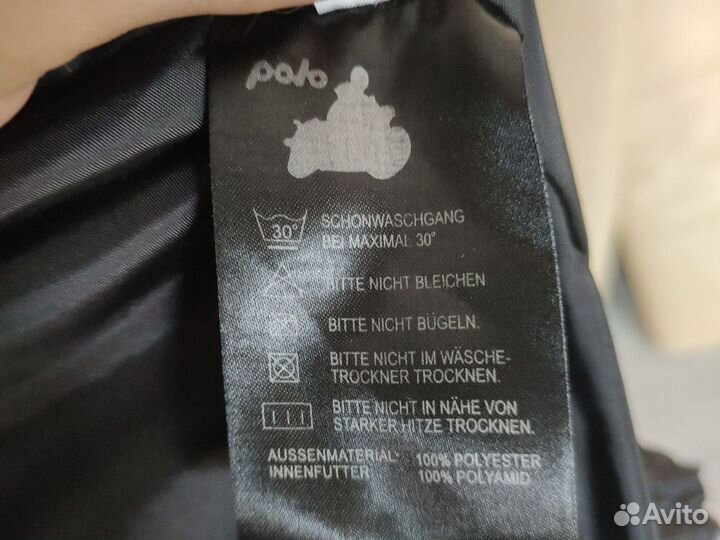 polo
30°
SCHONWASCHGANG
BEI MAXIMAL 30°
BITTE NICHT BLEICHEN
BITTE NICHT BÜGELN.
BITTE NICHT IM WÄSCHE-
TROCKNER TROCKNEN.
BITTE NICHT IN NÄHE VON
STARKER HITZE TROCKNEN.
AUSSENMATERIAL: 100% POLYESTER
INNENFUTTER: 100% POLYAMID
Avito